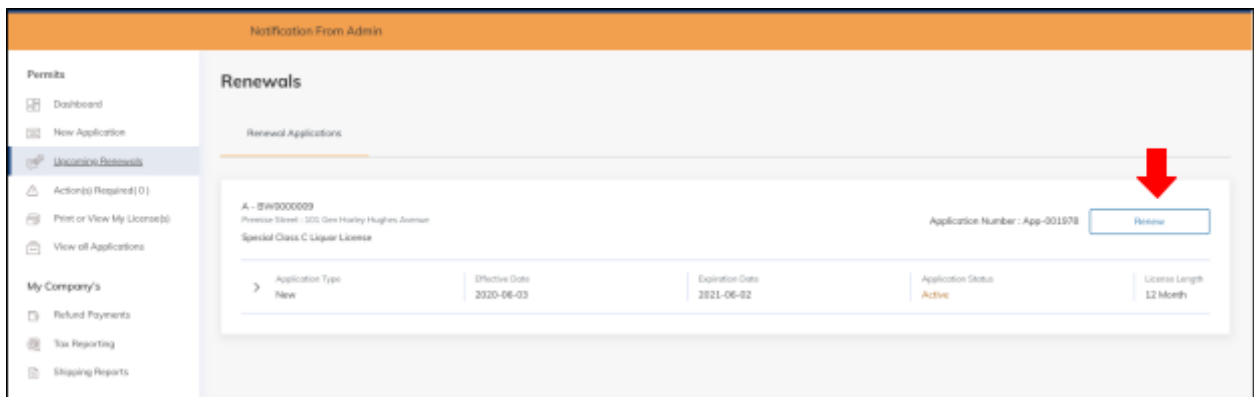 Notification From Admin
Permits
Dashboard
New Application
Upcoming Renewals
Action(s) Required( 0 )
Print or View My License(s)
View all Applications
My Company's
Refund Payments
Tax Reporting
Shipping Reports
Renewals
Renewal Applications
A - BW0000009
Premise Street : 101 Gen Harley Hughes Avenue
Special Class C Liquor License
Application Number : App-001978
Renew
Application Type
New
Effective Date
2020-06-03
Expiration Date
2021-06-02
Application Status
Active
License Length
12 Month